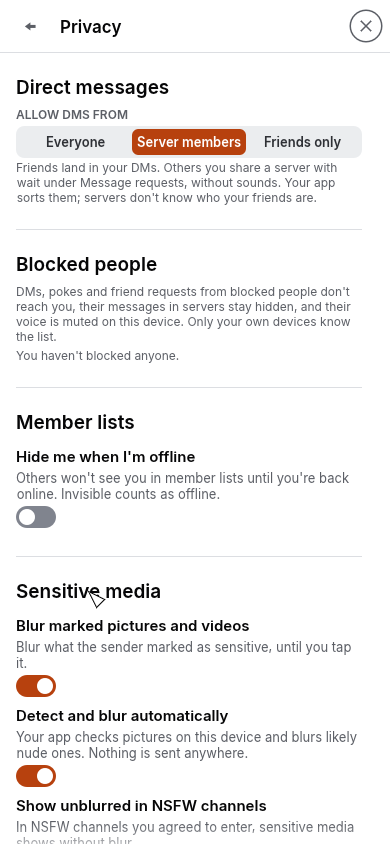 Privacy
Direct messages
ALLOW DMS FROM
Everyone Server members Friends only
Friends land in your DMs. Others you share a server with
wait under Message requests, without sounds. Your app
sorts them; servers don't know who your friends are.
Blocked people
DMs, pokes and friend requests from blocked people don't
reach you, their messages in servers stay hidden, and their
voice is muted on this device. Only your own devices know
the list.
You haven't blocked anyone.
Member lists
Hide me when I'm offline
Others won't see you in member lists until you're back
online. Invisible counts as offline.
Sensitive media
Blur marked pictures and videos
Blur what the sender marked as sensitive, until you tap
it.
Detect and blur automatically
Your app checks pictures on this device and blurs likely
nude ones. Nothing is sent anywhere.
Show unblurred in NSFW channels
In NSFW channels you agreed to enter, sensitive media
shows without blur.